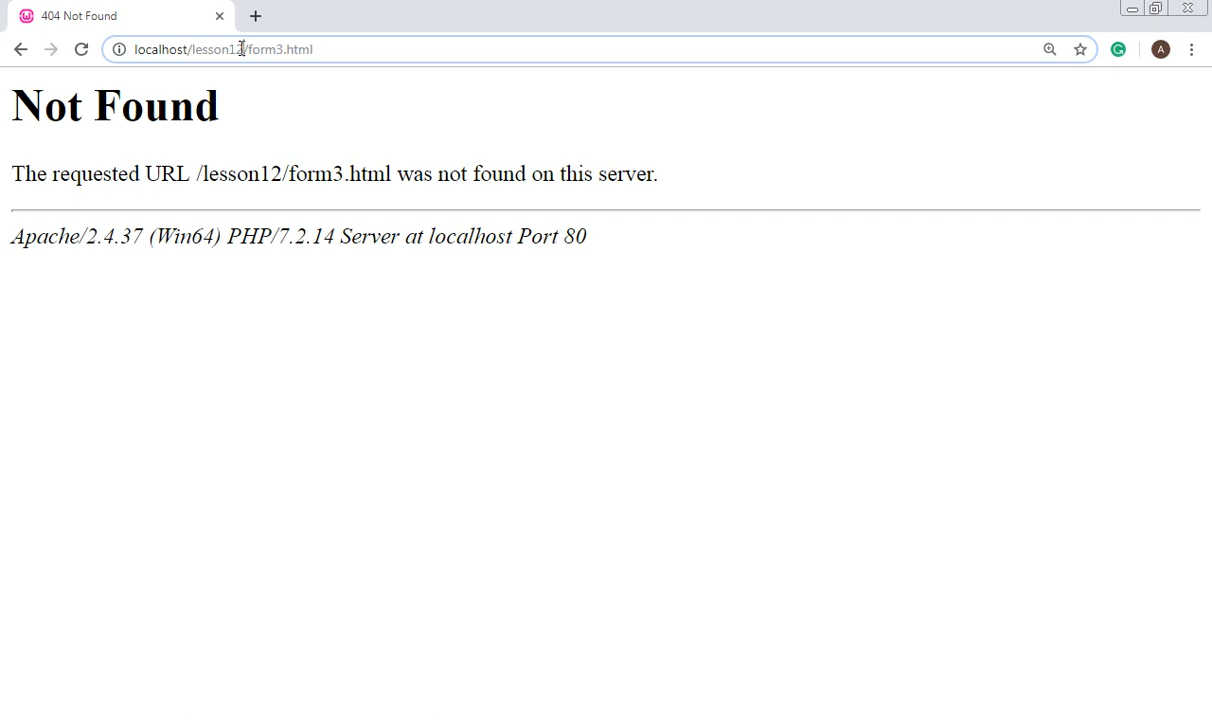 404 Not Found
localhost/lesson12/form3.html
A
Not Found
The requested URL /lesson12/form3.html was not found on this server.
Apache/2.4.37 (Win64) PHP/7.2.14 Server at localhost Port 80